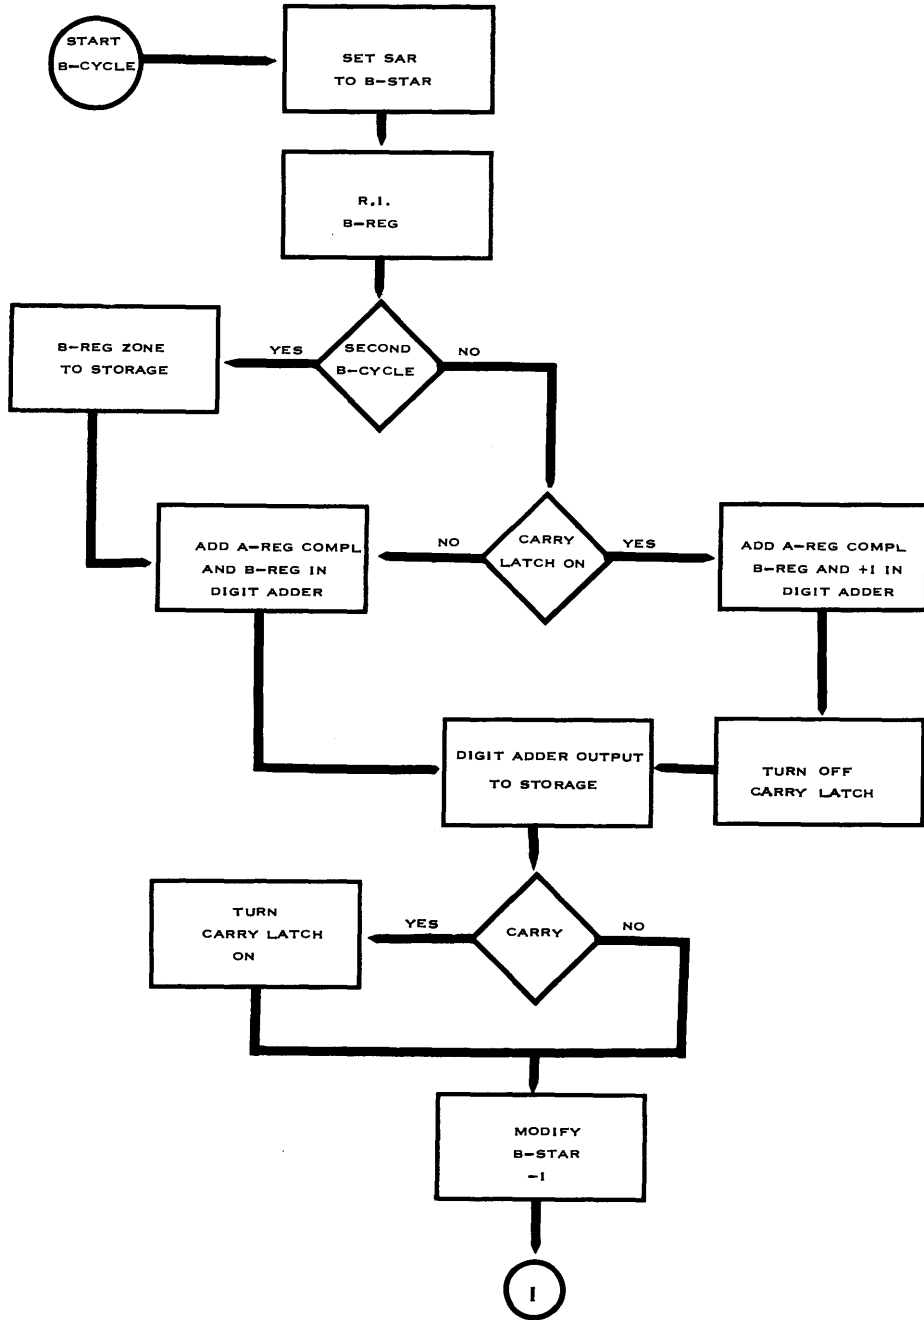 START
B-CYCLE
SET SAR
TO B-STAR
R.I.
B-REG
B-REG ZONE
TO STORAGE
YES
SECOND
B-CYCLE
NO
ADD A-REG COMPL
AND B-REG IN
DIGIT ADDER
NO
CARRY
LATCH ON
YES
ADD A-REG COMPL
B-REG AND +1 IN
DIGIT ADDER
DIGIT ADDER OUTPUT
TO STORAGE
TURN OFF
CARRY LATCH
TURN
CARRY LATCH
ON
YES
CARRY
NO
MODIFY
B-STAR
-1
1